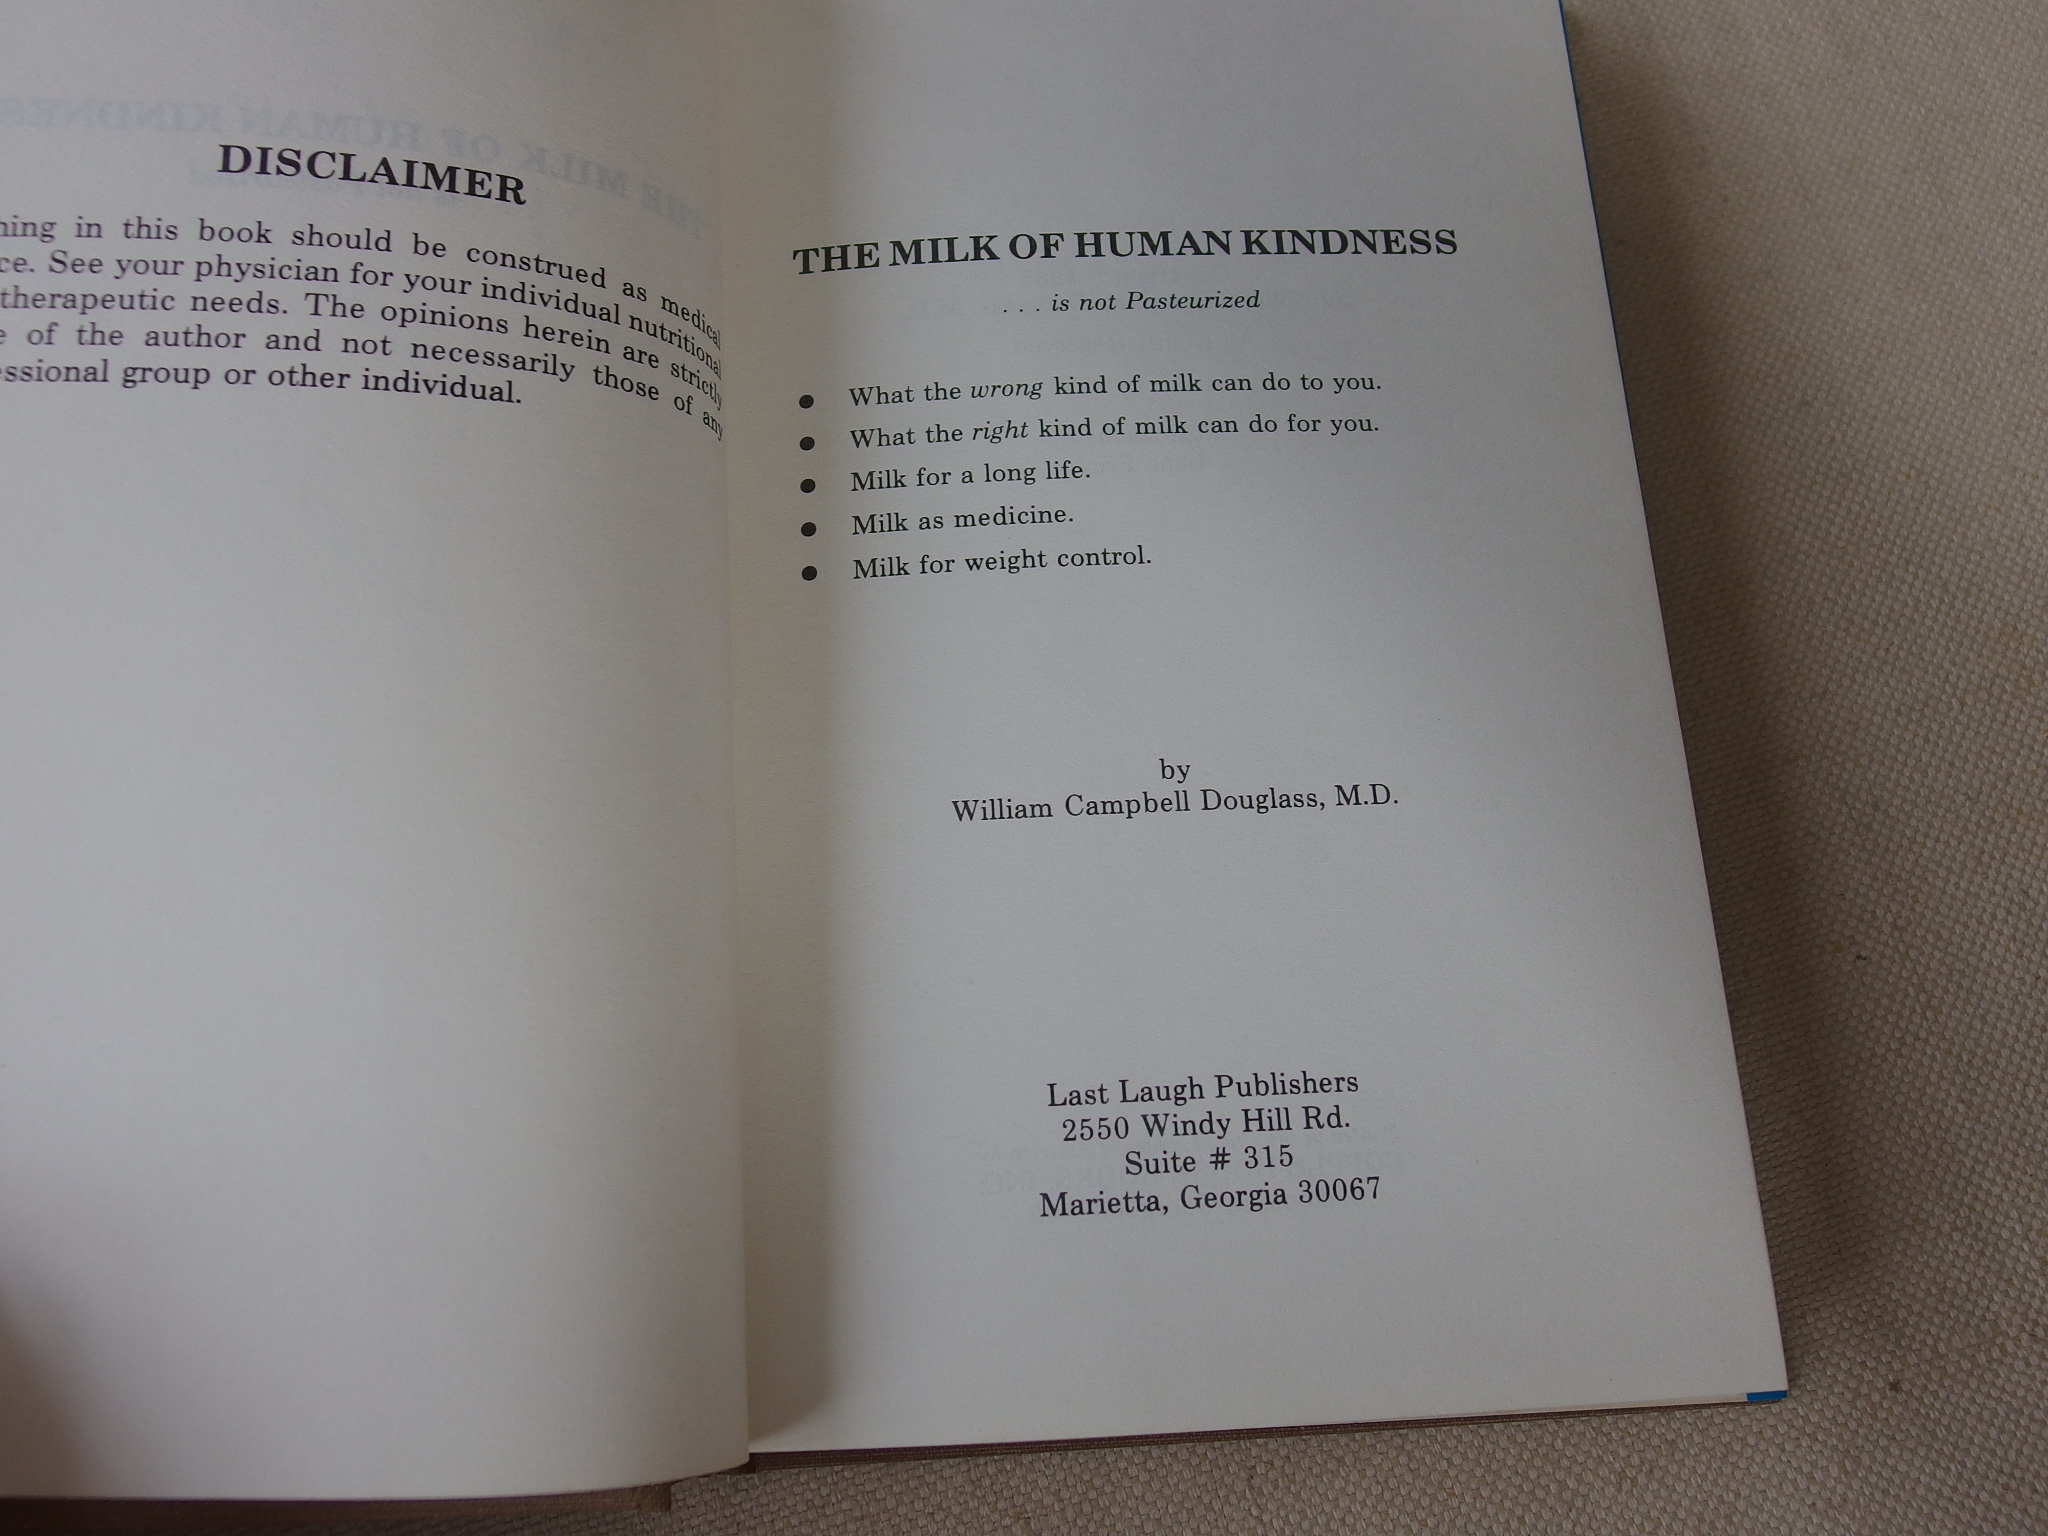 DISCLAIMER
in this book should be construed as medical
See your physician for your individual nutritional
therapeutic needs. The opinions herein are strictly
of the author and not necessarily those of any
group or other individual.
THE MILK OF HUMAN KINDNESS
. . . is not Pasteurized
● What the wrong kind of milk can do to you.
● What the right kind of milk can do for you.
● Milk for a long life.
● Milk as medicine.
● Milk for weight control.
by
William Campbell Douglass, M.D.
Last Laugh Publishers
2550 Windy Hill Rd.
Suite # 315
Marietta, Georgia 30067